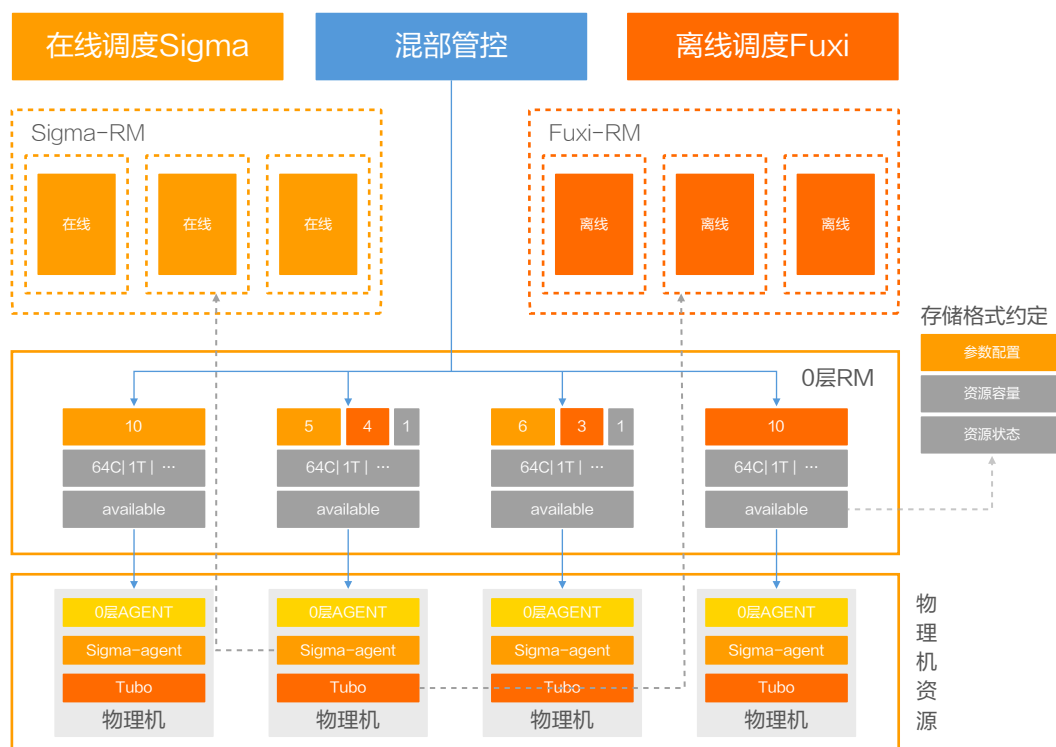 在线调度Sigma
混部管控
离线调度Fuxi
Sigma-RM
在线
在线
在线
Fuxi-RM
离线
离线
离线
存储格式约定
参数配置
资源容量
资源状态
0层RM
10
5
4
1
6
3
1
10
64C| 1T | ···
64C| 1T | ···
64C| 1T | ···
64C| 1T | ···
available
available
available
available
0层AGENT
0层AGENT
0层AGENT
0层AGENT
Sigma-agent
Sigma-agent
Sigma-agent
Sigma-agent
Tubo
Tubo
Tubo
Tubo
物理机
物理机
物理机
物理机
物理机资源